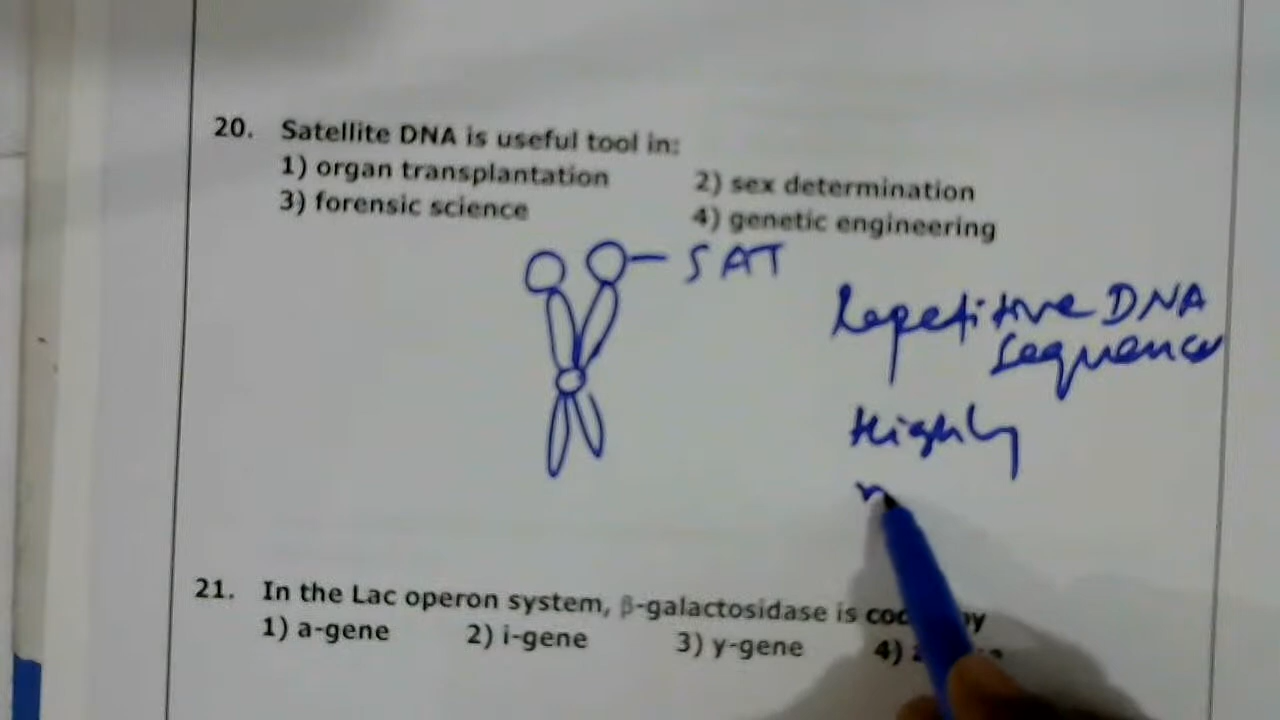 20. Satellite DNA is useful tool in:
1) organ transplantation 2) sex determination
3) forensic science 4) genetic engineering
SAT
Repetitive DNA
Sequence
Highly
21. In the Lac operon system, β-galactosidase is
1) a-gene 2) i-gene 3) y-gene 4)